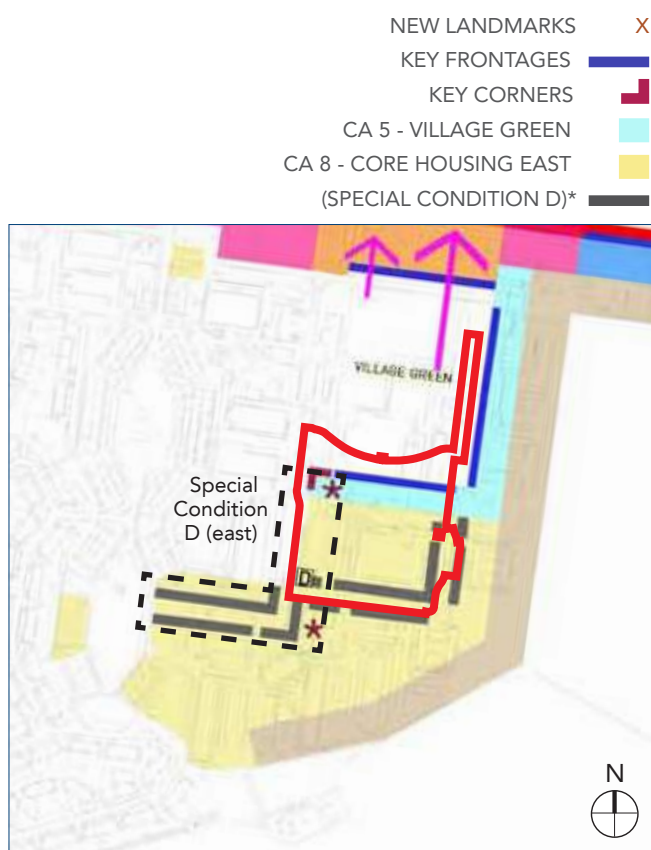 NEW LANDMARKS X
KEY FRONTAGES
KEY CORNERS
CA 5 - VILLAGE GREEN
CA 8 - CORE HOUSING EAST
(SPECIAL CONDITION D)*
VILLAGE GREEN
Special
Condition
D (east)
N